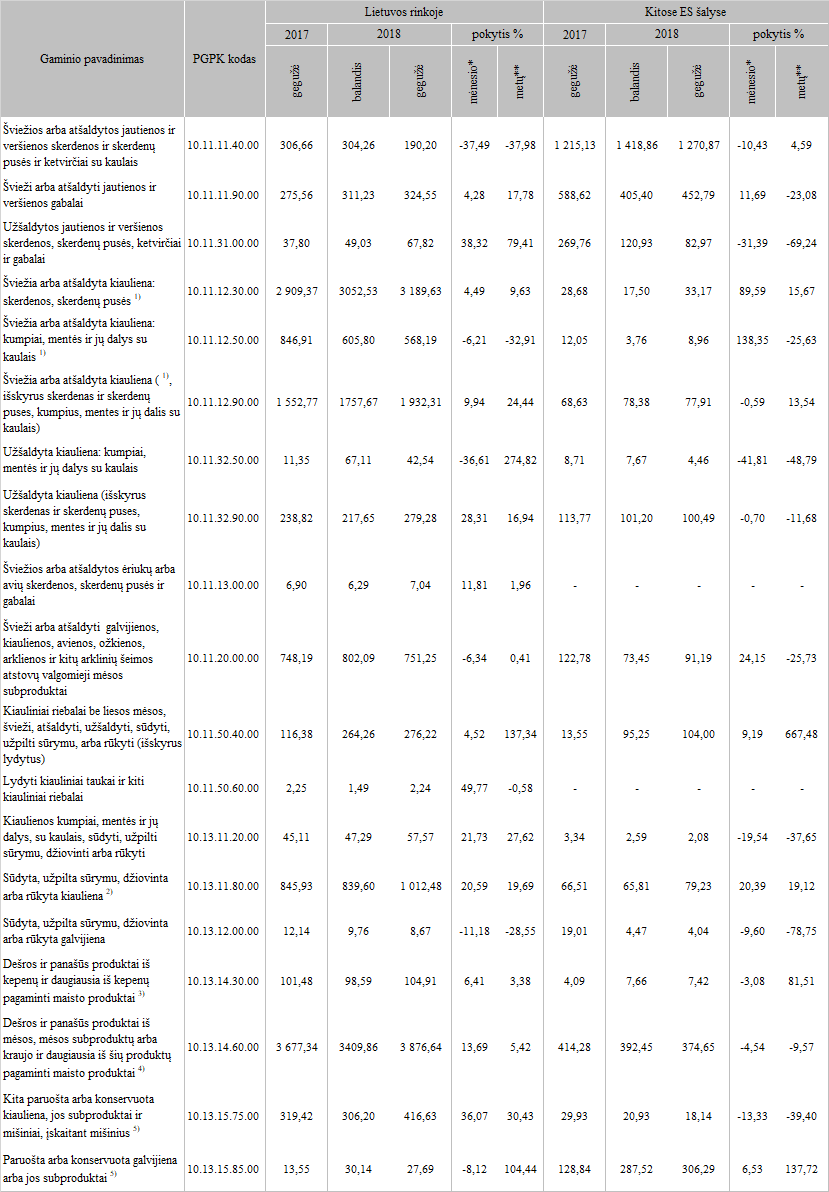 Gaminio pavadinimas PGPK kodas Lietuvos rinkoje Kitose ES šalyse
2017 2018 pokytis % 2017 2018 pokytis %
gegužė balandis gegužė mėnesio* metų** gegužė balandis gegužė mėnesio* metų**
Šviežios arba atšaldytos jautienos ir
veršienos skerdenos ir skerdenų
pusės ir ketvirčiai su kaulais
10.11.11.40.00 306,66 304,26 190,20 -37,49 -37,98 1 215,13 1 418,86 1 270,87 -10,43 4,59
Švieži arba atšaldyti jautienos ir
veršienos gabalai
10.11.11.90.00 275,56 311,23 324,55 4,28 17,78 588,62 405,40 452,79 11,69 -23,08
Užšaldytos jautienos ir veršienos
skerdenos, skerdenų pusės, ketvirčiai
ir gabalai
10.11.31.00.00 37,80 49,03 67,82 38,32 79,41 269,76 120,93 82,97 -31,39 -69,24
Šviežia arba atšaldyta kiauliena:
skerdenos, skerdenų pusės 1)
10.11.12.30.00 2 909,37 3052,53 3 189,63 4,49 9,63 28,68 17,50 33,17 89,59 15,67
Šviežia arba atšaldyta kiauliena:
kumpiai, mentės ir jų dalys su
kaulais 1)
10.11.12.50.00 846,91 605,80 568,19 -6,21 -32,91 12,05 3,76 8,96 138,35 -25,63
Šviežia arba atšaldyta kiauliena ( 1),
išskyrus skerdenas ir skerdenų
puses, kumpius, mentes ir jų dalis su
kaulais)
10.11.12.90.00 1 552,77 1757,67 1 932,31 9,94 24,44 68,63 78,38 77,91 -0,59 13,54
Užšaldyta kiauliena: kumpiai,
mentės ir jų dalys su kaulais
10.11.32.50.00 11,35 67,11 42,54 -36,61 274,82 8,71 7,67 4,46 -41,81 -48,79
Užšaldyta kiauliena (išskyrus
skerdenas ir skerdenų puses,
kumpius, mentes ir jų dalis su
kaulais)
10.11.32.90.00 238,82 217,65 279,28 28,31 16,94 113,77 101,20 100,49 -0,70 -11,68
Šviežios arba atšaldytos ėriukų arba
avių skerdenos, skerdenų pusės ir
gabalai
10.11.13.00.00 6,90 6,29 7,04 11,81 1,96 - - - - -
Švieži arba atšaldyti galvijienos,
kiaulienos, avienos, ožkienos,
arklienos ir kitų arklinių šeimos
atstovų valgomieji mėsos
subproduktai
10.11.20.00.00 748,19 802,09 751,25 -6,34 0,41 122,78 73,45 91,19 24,15 -25,73
Kiauliniai riebalai be liesos mėsos,
švieži, atšaldyti, užšaldyti, sūdyti,
užpilti sūrymu, arba rūkyti (išskyrus
lydytus)
10.11.50.40.00 116,38 264,26 276,22 4,52 137,34 13,55 95,25 104,00 9,19 667,48
Lydyti kiauliniai taukai ir kiti
kiauliniai riebalai
10.11.50.60.00 2,25 1,49 2,24 49,77 -0,58 - - - - -
Kiaulienos kumpiai, mentės ir jų
dalys, su kaulais, sūdyti, užpilti
sūrymu, džiovinti arba rūkyti
10.13.11.20.00 45,11 47,29 57,57 21,73 27,62 3,34 2,59 2,08 -19,54 -37,65
Sūdyta, užpilta sūrymu, džiovinta
arba rūkyta kiauliena 2)
10.13.11.80.00 845,93 839,60 1 012,48 20,59 19,69 66,51 65,81 79,23 20,39 19,12
Sūdyta, užpilta sūrymu, džiovinta
arba rūkyta galvijiena
10.13.12.00.00 12,14 9,76 8,67 -11,18 -28,55 19,01 4,47 4,04 -9,60 -78,75
Dešros ir panašūs produktai iš
kepenų ir daugiausia iš kepenų
pagaminti maisto produktai 3)
10.13.14.30.00 101,48 98,59 104,91 6,41 3,38 4,09 7,66 7,42 -3,08 81,51
Dešros ir panašūs produktai iš
mėsos, mėsos subproduktų arba
kraujo ir daugiausia iš šių produktų
pagaminti maisto produktai 4)
10.13.14.60.00 3 677,34 3409,86 3 876,64 13,69 5,42 414,28 392,45 374,65 -4,54 -9,57
Kita paruošta arba konservuota
kiauliena, jos subproduktai ir
mišiniai, įskaitant mišinius 5)
10.13.15.75.00 319,42 306,20 416,63 36,07 30,43 29,93 20,93 18,14 -13,33 -39,40
Paruošta arba konservuota galvijiena
arba jos subproduktai 5)
10.13.15.85.00 13,55 30,14 27,69 -8,12 104,44 128,84 287,52 306,29 6,53 137,72